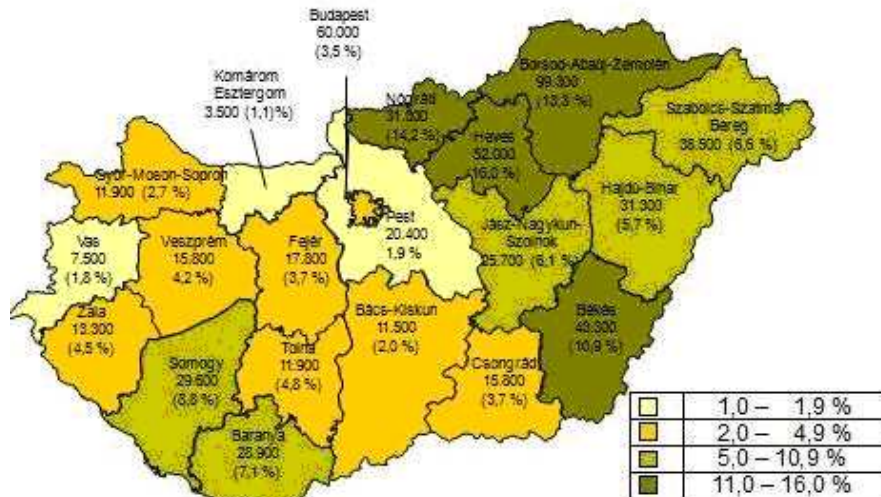 Budapest
60.000
(3,5 %)
Komárom
Esztergom
3.500 (1,1)%)
Borsod-Abaúj-Zemplén
99.300
(13,3 %)
Nógrád
(14,2 %)
Szabolcs-Szatmár-
Bereg
38.500 (6,6 %)
Heves
52.000
(16,0 %)
Győr-Moson-Sopron
11.900 (2,7 %)
Hajdú-Bihar
31.300
(5,7 %)
Pest
20.400
1,9 %
Jász-Nagykun-
Szolnok
25.700 (6,1 %)
Vas
7.500
(1,8 %)
Veszprém
15.800
4,2 %)
Fejér
17.800
(3,7 %)
Zala
13.300
(4,5 %)
Bács-Kiskun
11.500
(2,0 %)
Békés
(10,9 %)
Somogy
29.600
(8,8 %)
Tolna
11.900
(4,8 %)
Csongrád
15.800
(3,7 %)
Baranya
28.900
(7,1 %)
1,0 – 1,9 %
2,0 – 4,9 %
5,0 – 10,9 %
11,0 – 16,0 %